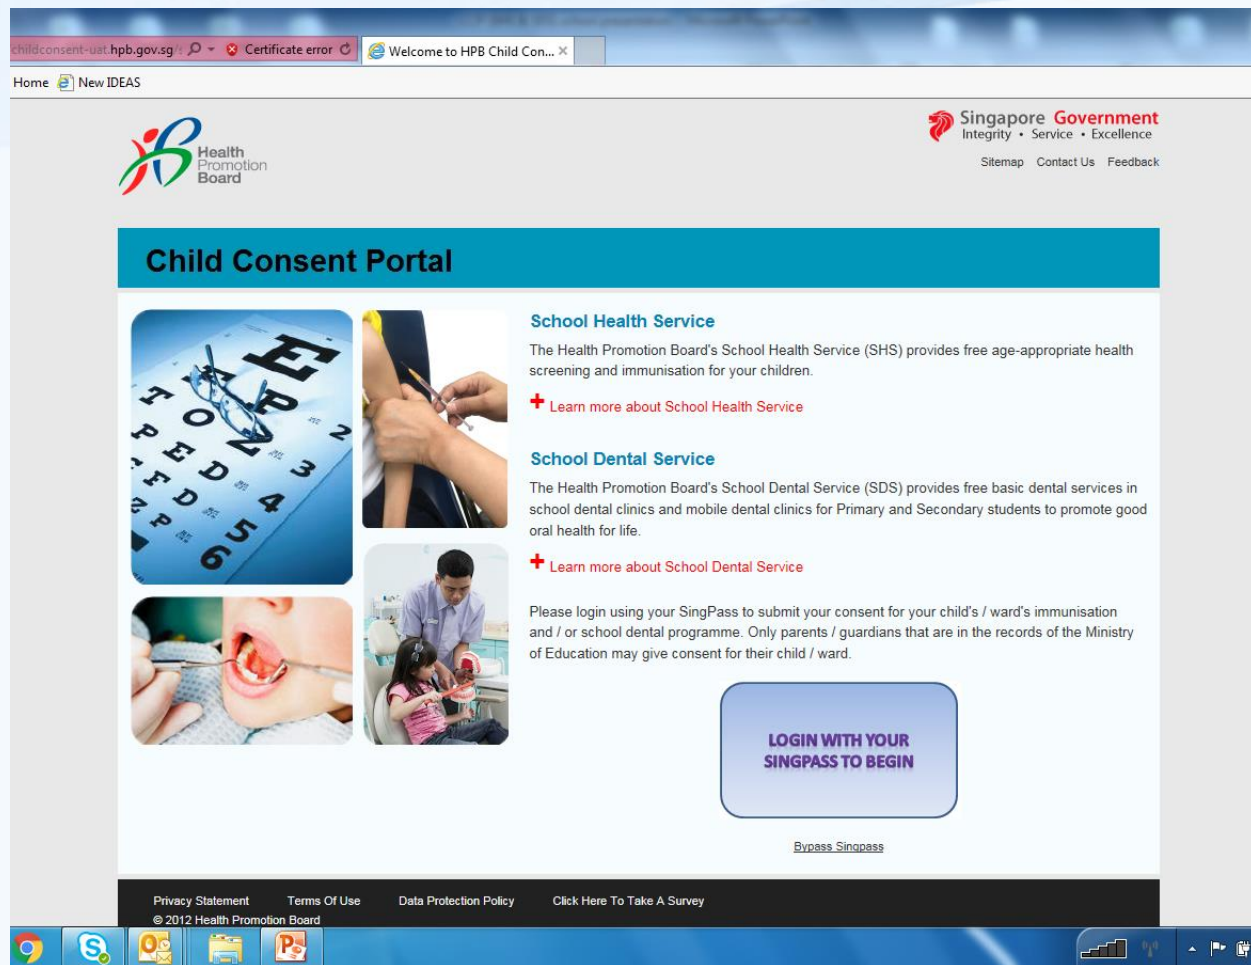 childconsent-uat.hpb.gov.sg/ Certificate error Welcome to HPB Child Con... ×
Home New IDEAS
Singapore Government
Integrity • Service • Excellence
Sitemap Contact Us Feedback
Health
Promotion
Board
Child Consent Portal
School Health Service
The Health Promotion Board's School Health Service (SHS) provides free age-appropriate health
screening and immunisation for your children.
+ Learn more about School Health Service
School Dental Service
The Health Promotion Board's School Dental Service (SDS) provides free basic dental services in
school dental clinics and mobile dental clinics for Primary and Secondary students to promote good
oral health for life.
+ Learn more about School Dental Service
Please login using your SingPass to submit your consent for your child's / ward's immunisation
and / or school dental programme. Only parents / guardians that are in the records of the Ministry
of Education may give consent for their child / ward.
LOGIN WITH YOUR
SINGPASS TO BEGIN
Bypass Singpass
E
F P
T O Z
P E D
2
3
4
5
6
Privacy Statement Terms Of Use Data Protection Policy Click Here To Take A Survey
© 2012 Health Promotion Board